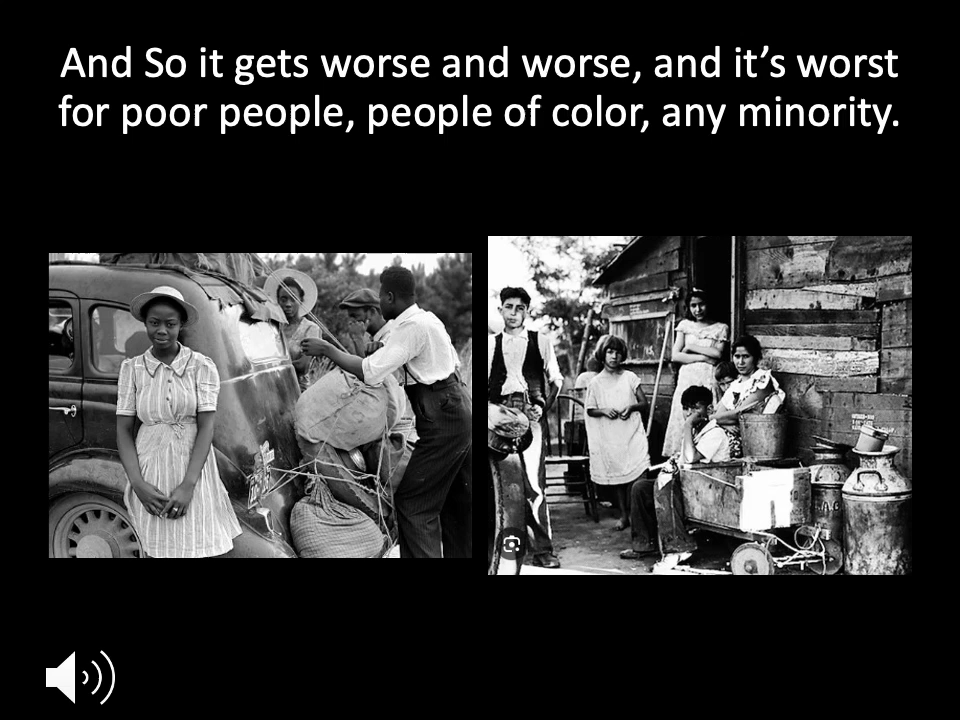 And So it gets worse and worse, and it’s worst
for poor people, people of color, any minority.